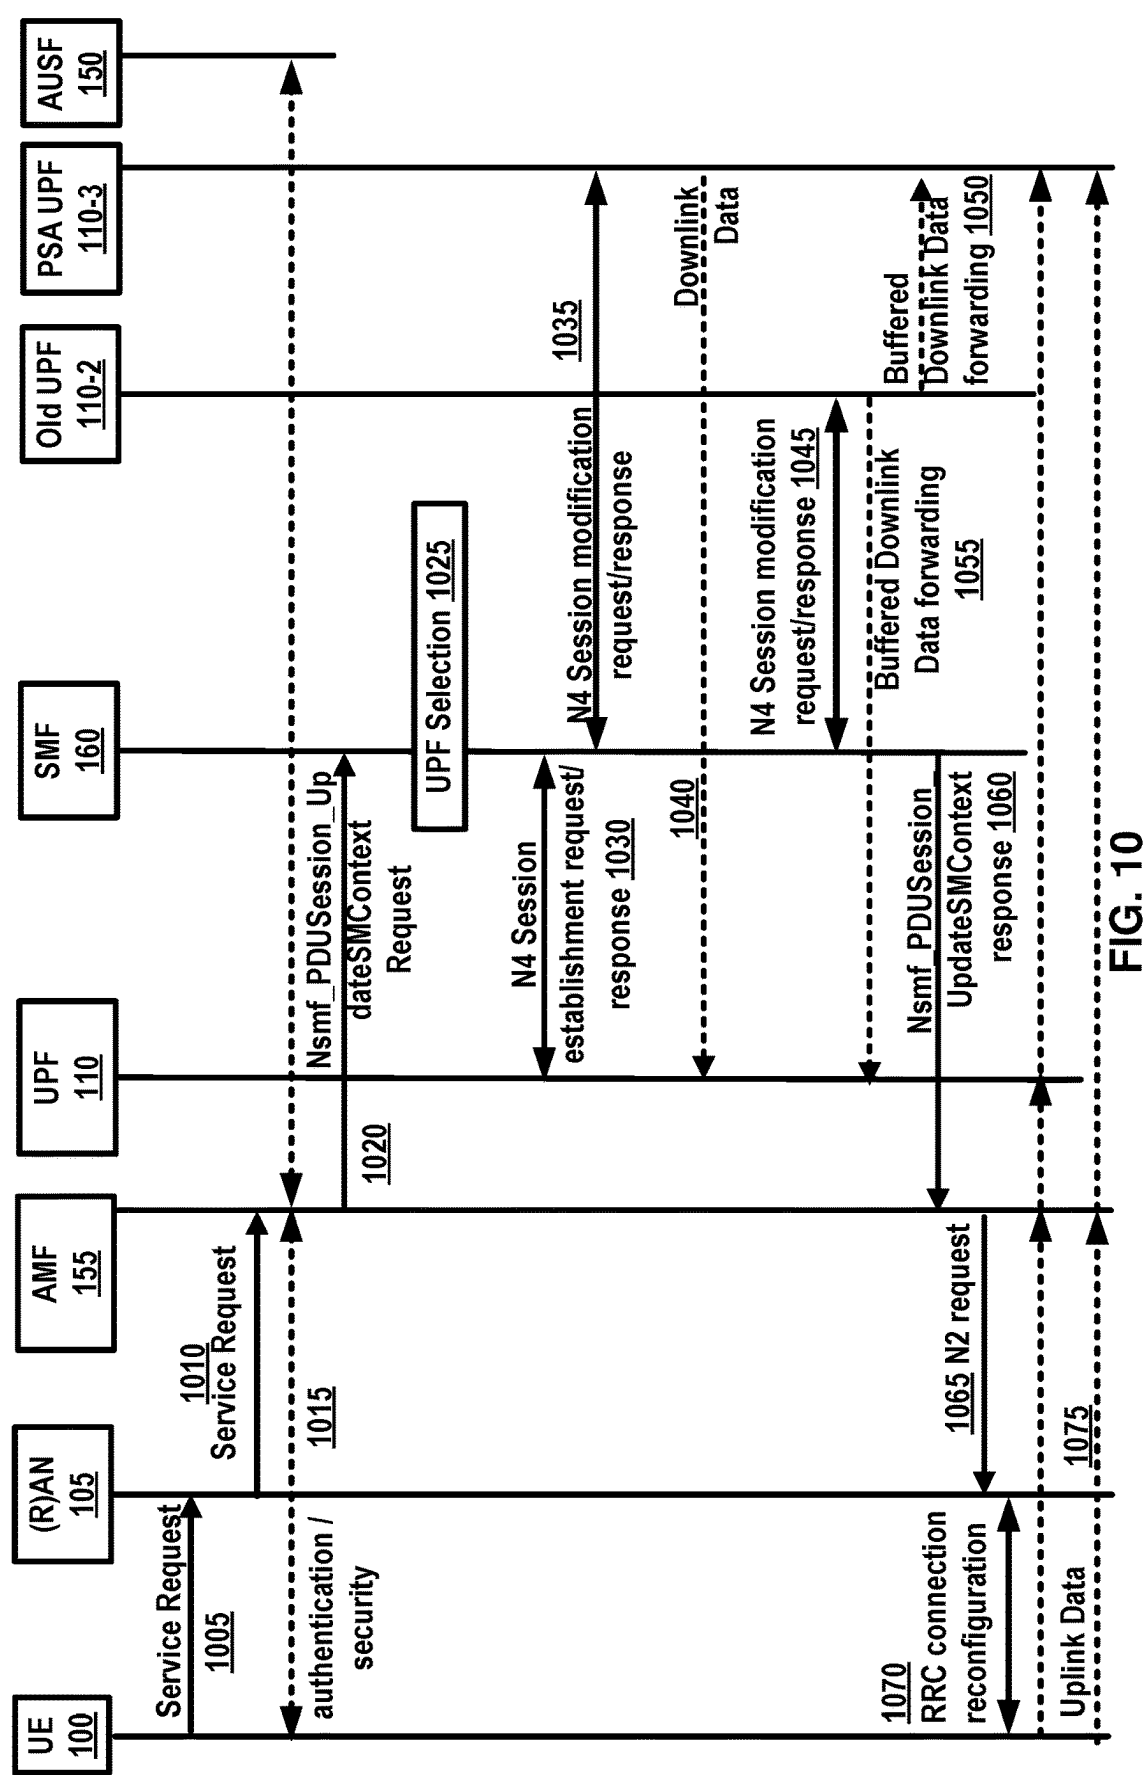 UE
100
(R)AN
105
AMF
155
UPF
110
SMF
160
Old UPF
110-2
PSA UPF
110-3
AUSF
150
Service Request
1005
1010
Service Request
authentication /
security
1015
1020
Nsmf_PDUSession_Up
dateSMContext
Request
UPF Selection 1025
N4 Session
establishment request/
response 1030
N4 Session modification
request/response
1035
1040
Downlink
Data
N4 Session modification
request/response 1045
Buffered
Downlink Data
forwarding 1050
Buffered Downlink
Data forwarding
1055
Nsmf_PDUSession_
UpdateSMContext
response 1060
1065 N2 request
1070
RRC connection
reconfiguration
Uplink Data
1075
FIG. 10